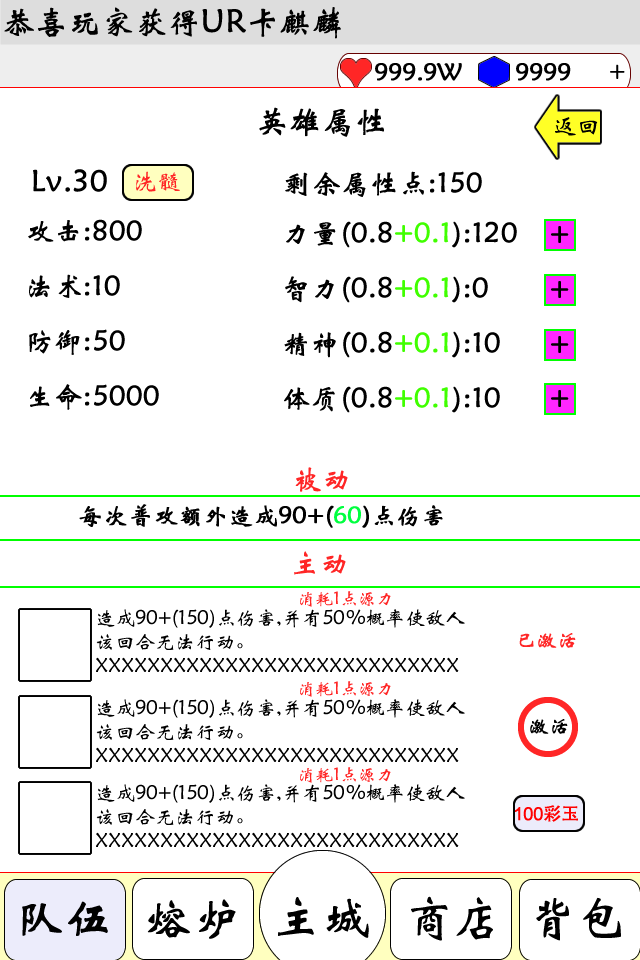 恭喜玩家获得UR卡麒麟
999.9W 9999 +
英雄属性 返回
Lv.30 洗髓 剩余属性点:150
攻击:800 力量(0.8+0.1):120 +
法术:10 智力(0.8+0.1):0 +
防御:50 精神(0.8+0.1):10 +
生命:5000 体质(0.8+0.1):10 +
被动
每次普攻额外造成90+(60)点伤害
主动
消耗1点源力
造成90+(150)点伤害,并有50%概率使敌人
该回合无法行动。
已激活
XXXXXXXXXXXXXXXXXXXXXXXXXXXX
消耗1点源力
造成90+(150)点伤害,并有50%概率使敌人
该回合无法行动。
激活
XXXXXXXXXXXXXXXXXXXXXXXXXXXX
消耗1点源力
造成90+(150)点伤害,并有50%概率使敌人
该回合无法行动。
100彩玉
XXXXXXXXXXXXXXXXXXXXXXXXXXXX
队伍 熔炉 主城 商店 背包